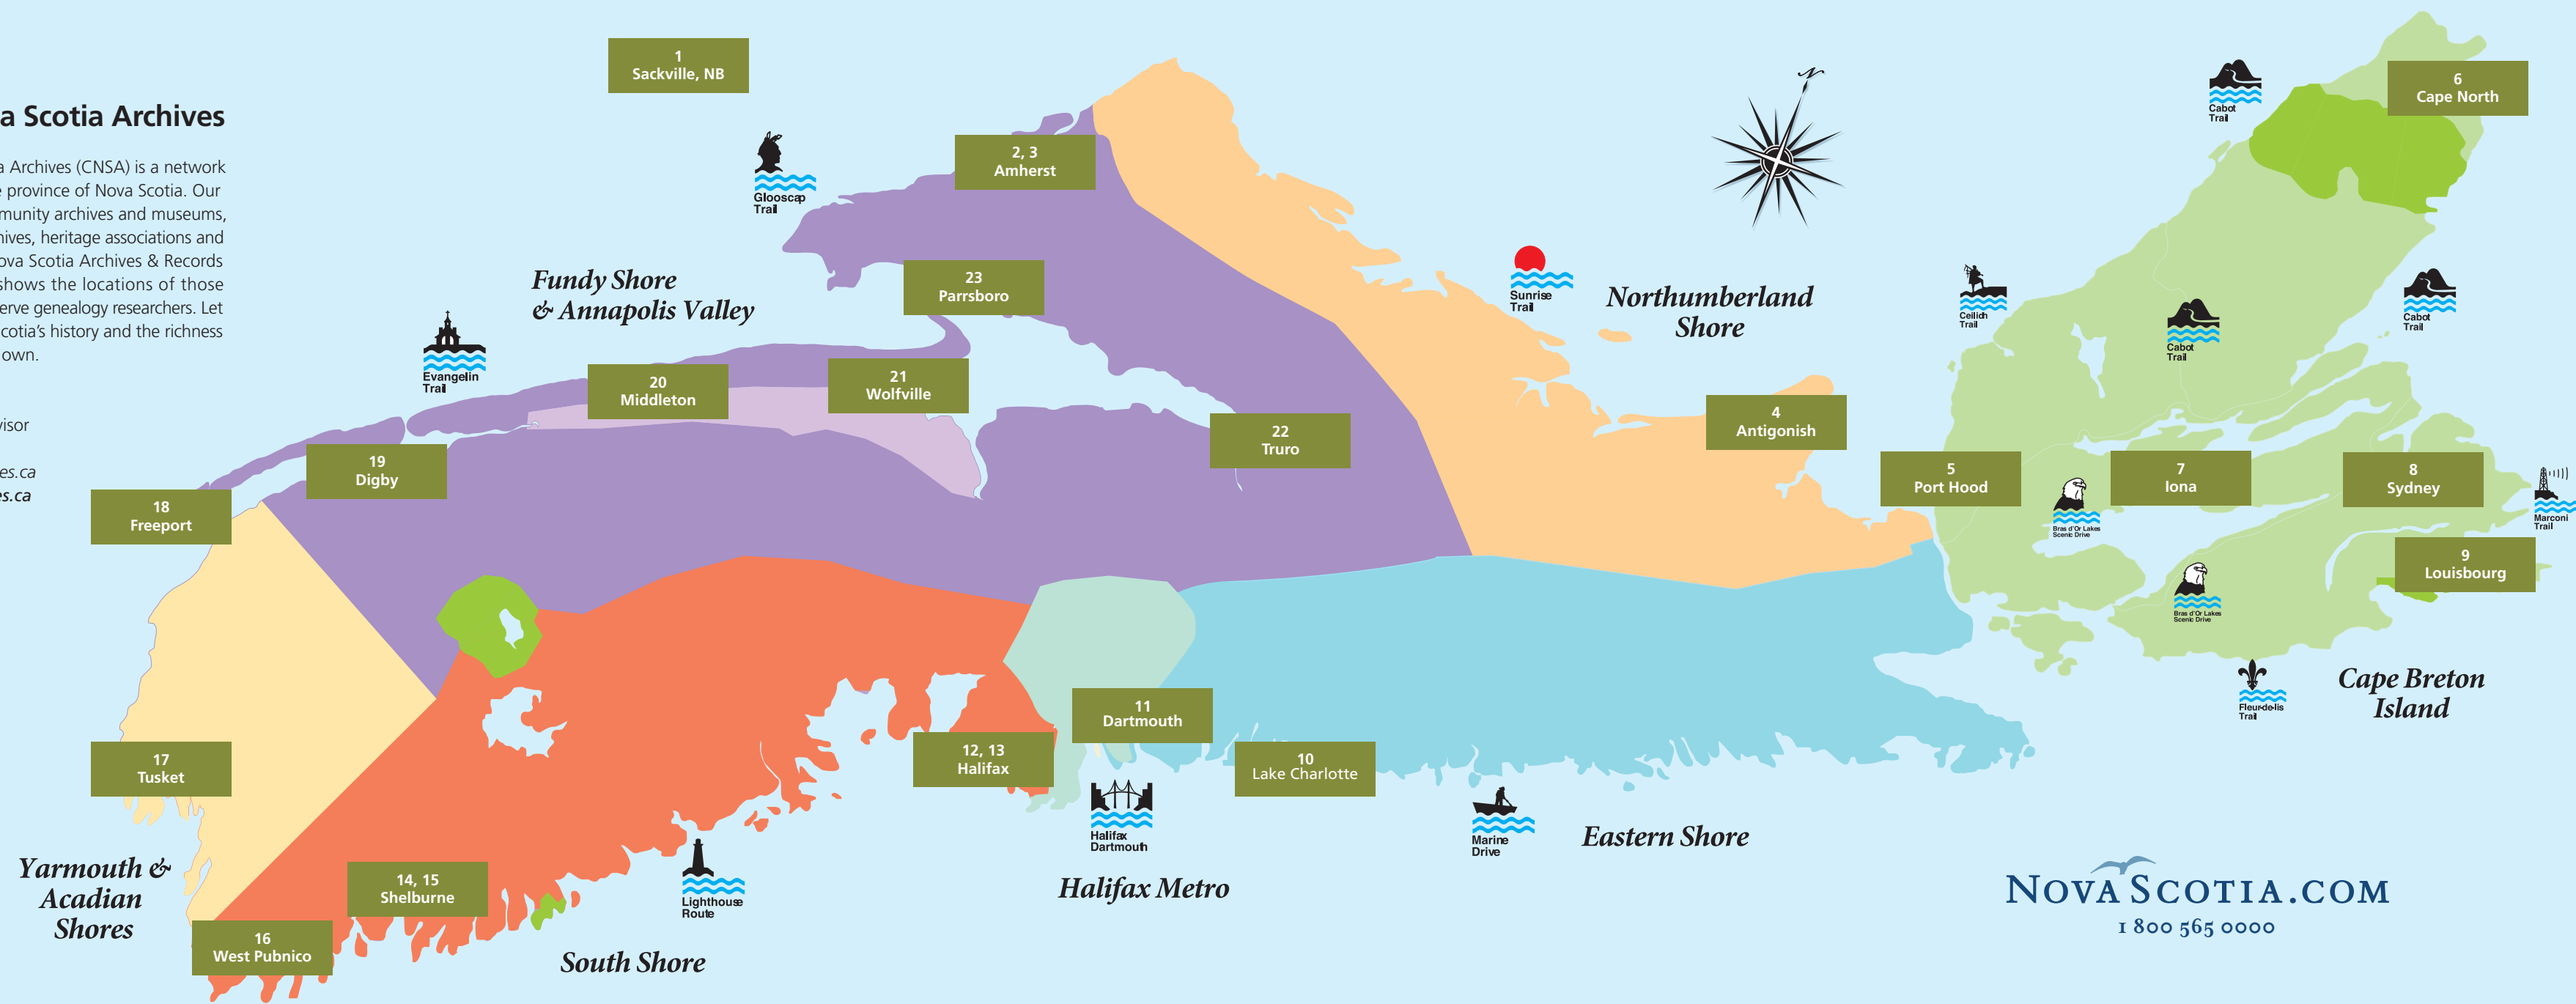 a Scotia Archives
a Archives (CNSA) is a network
e province of Nova Scotia. Our
munity archives and museums,
hives, heritage associations and
ova Scotia Archives & Records
shows the locations of those
erve genealogy researchers. Let
cotia's history and the richness
own.
visor
es.ca
es.ca
1
Sackville, NB
2, 3
Amherst
Glooscap
Trail
Fundy Shore
& Annapolis Valley
23
Parrsboro
Evangelin
Trail
20
Middleton
21
Wolfville
19
Digby
18
Freeport
22
Truro
N
Sunrise
Trail
Northumberland
Shore
4
Antigonish
Cabot
Trail
6
Cape North
Ceilidh
Trail
Cabot
Trail
Cabot
Trail
5
Port Hood
7
Iona
8
Sydney
Bras d'Or Lakes
Scenic Drive
Marconi
Trail
9
Louisbourg
Bras d'Or Lakes
Scenic Drive
Fleur-de-lis
Trail
Cape Breton
Island
17
Tusket
Yarmouth &
Acadian
Shores
14, 15
Shelburne
16
West Pubnico
South Shore
Lighthouse
Route
12, 13
Halifax
11
Dartmouth
10
Lake Charlotte
Halifax
Dartmouth
Halifax Metro
Marine
Drive
Eastern Shore
NOVA SCOTIA.COM
1 800 565 0000